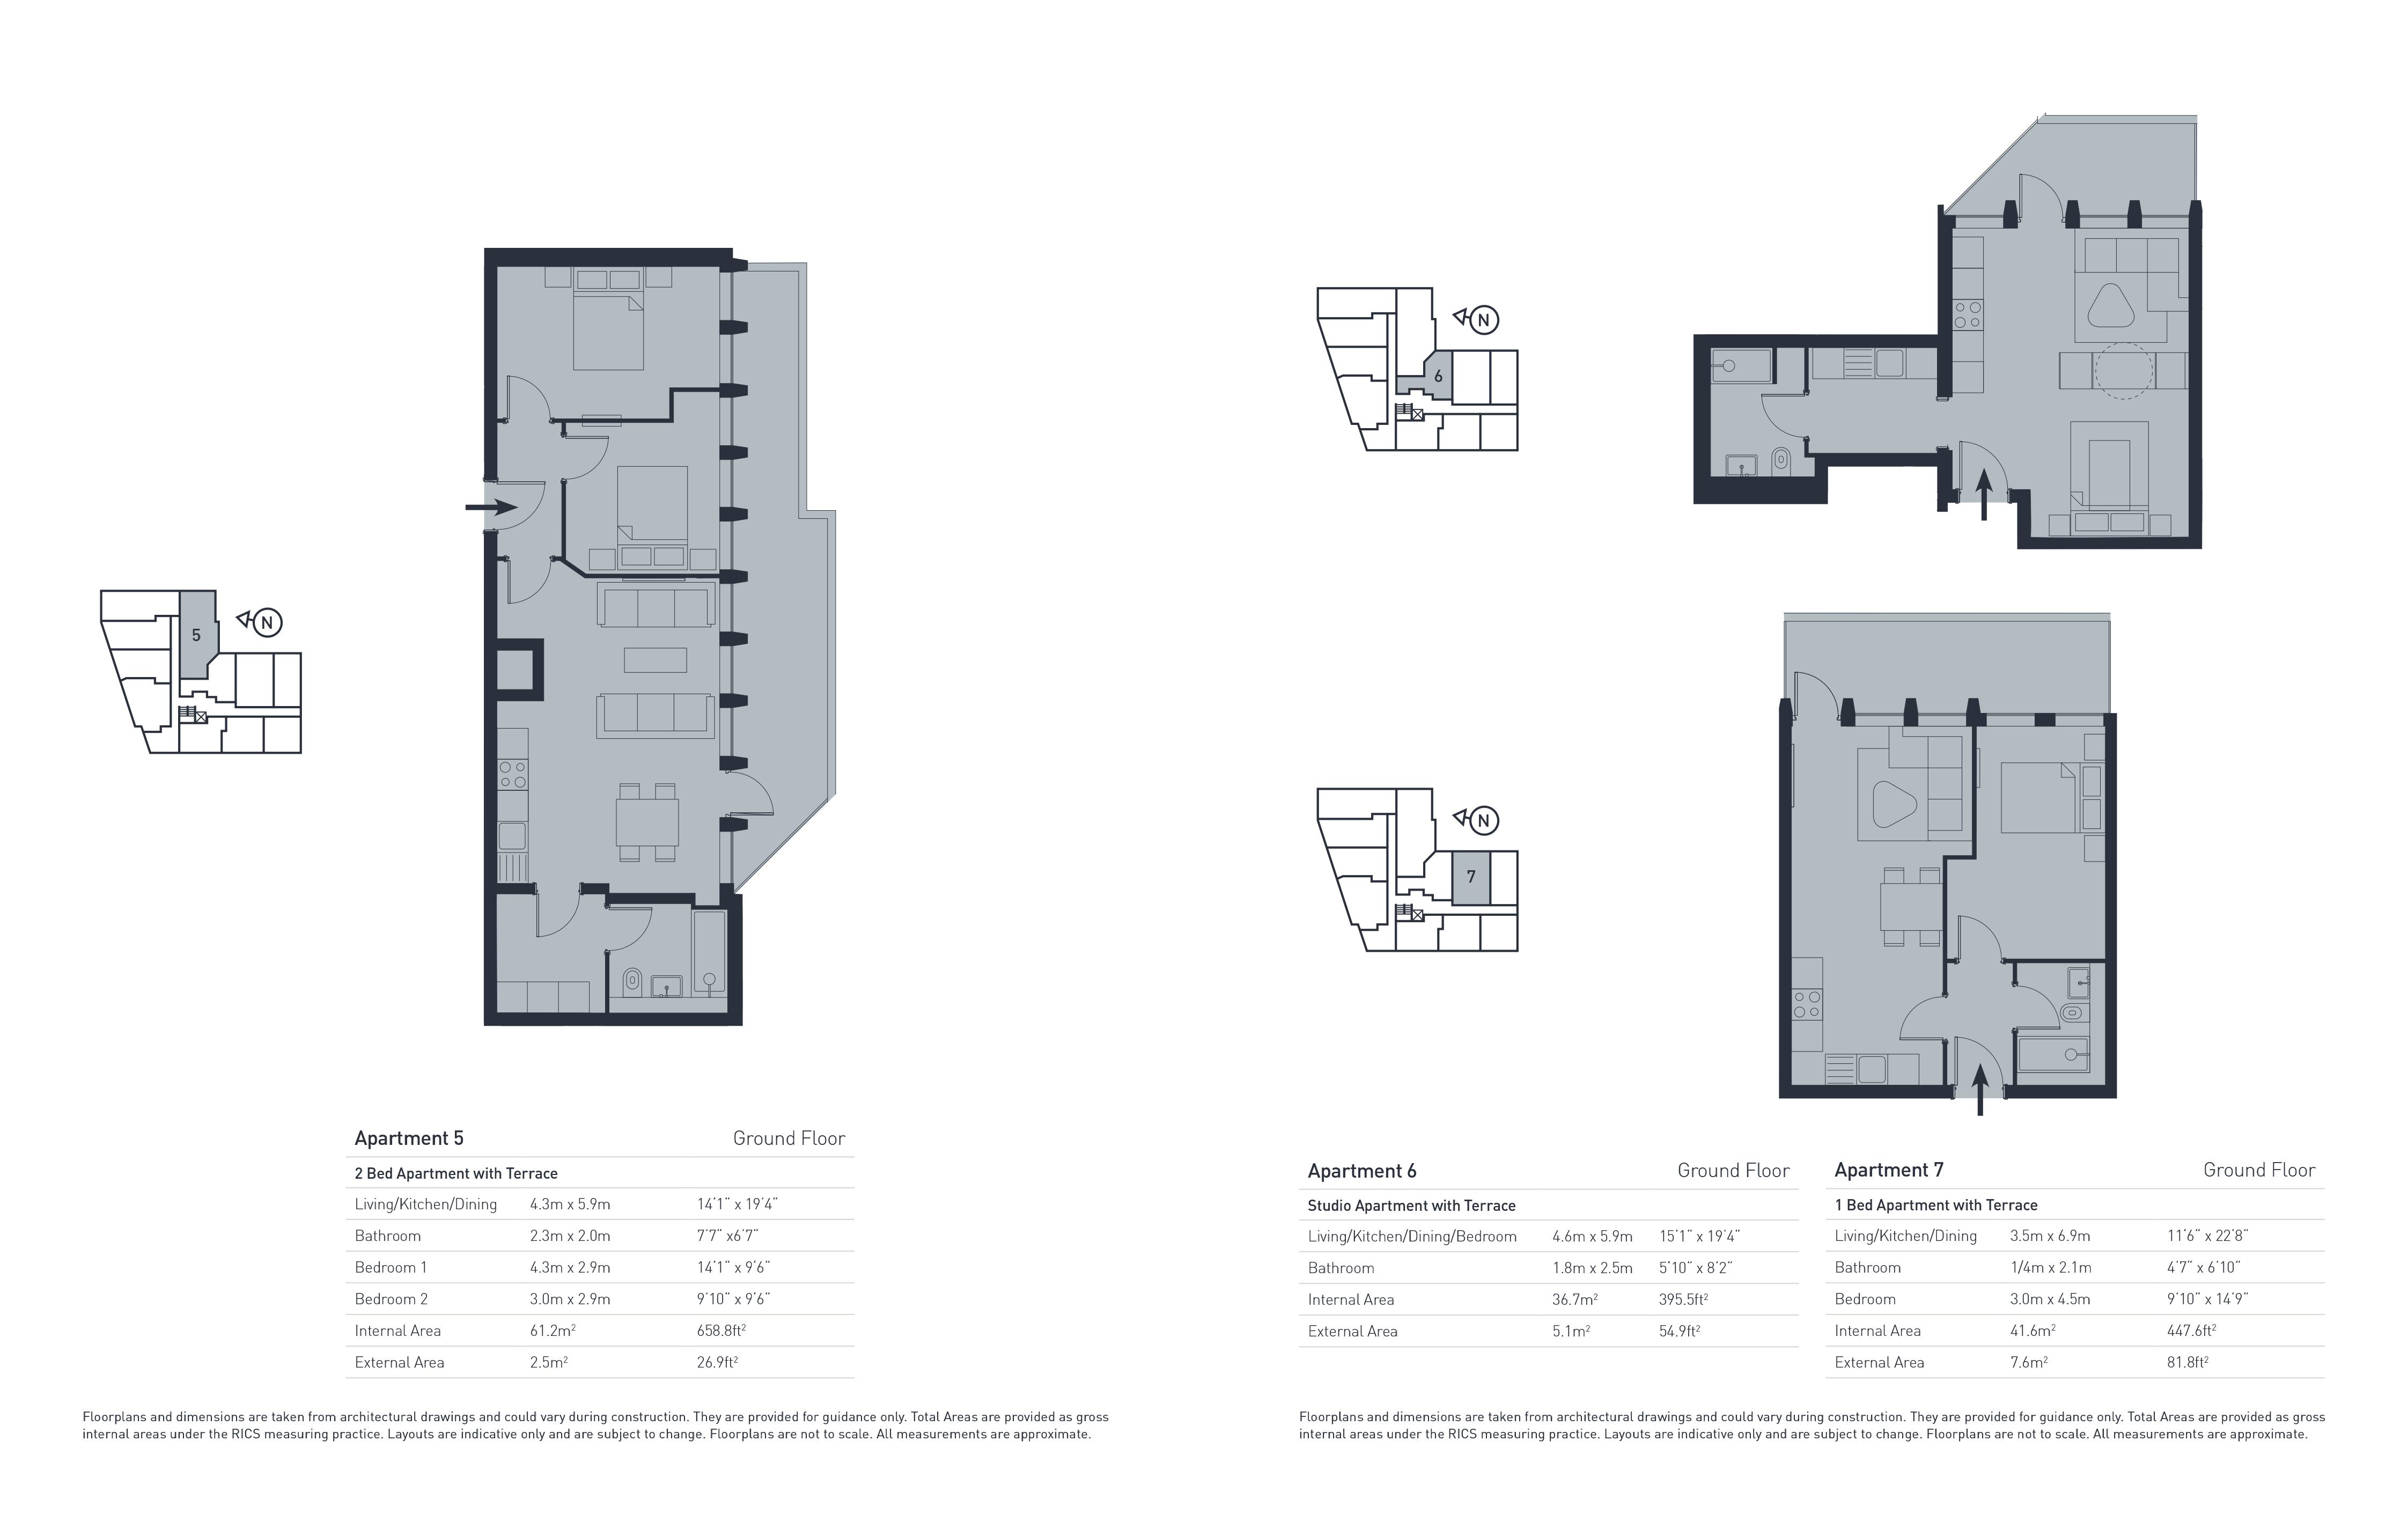 N
5
Apartment 5 Ground Floor
2 Bed Apartment with Terrace
Living/Kitchen/Dining 4.3m x 5.9m 14'1" x 19'4"
Bathroom 2.3m x 2.0m 7'7" x6'7"
Bedroom 1 4.3m x 2.9m 14'1" x 9'6"
Bedroom 2 3.0m x 2.9m 9'10" x 9'6"
Internal Area 61.2m² 658.8ft²
External Area 2.5m² 26.9ft²
Floorplans and dimensions are taken from architectural drawings and could vary during construction. They are provided for guidance only. Total Areas are provided as gross
internal areas under the RICS measuring practice. Layouts are indicative only and are subject to change. Floorplans are not to scale. All measurements are approximate.
N
6
N
7
Apartment 6 Ground Floor
Studio Apartment with Terrace
Living/Kitchen/Dining/Bedroom 4.6m x 5.9m 15'1" x 19'4"
Bathroom 1.8m x 2.5m 5'10" x 8'2"
Internal Area 36.7m² 395.5ft²
External Area 5.1m² 54.9ft²
Apartment 7 Ground Floor
1 Bed Apartment with Terrace
Living/Kitchen/Dining 3.5m x 6.9m 11'6" x 22'8"
Bathroom 1/4m x 2.1m 4'7" x 6'10"
Bedroom 3.0m x 4.5m 9'10" x 14'9"
Internal Area 41.6m² 447.6ft²
External Area 7.6m² 81.8ft²
Floorplans and dimensions are taken from architectural drawings and could vary during construction. They are provided for guidance only. Total Areas are provided as gross
internal areas under the RICS measuring practice. Layouts are indicative only and are subject to change. Floorplans are not to scale. All measurements are approximate.